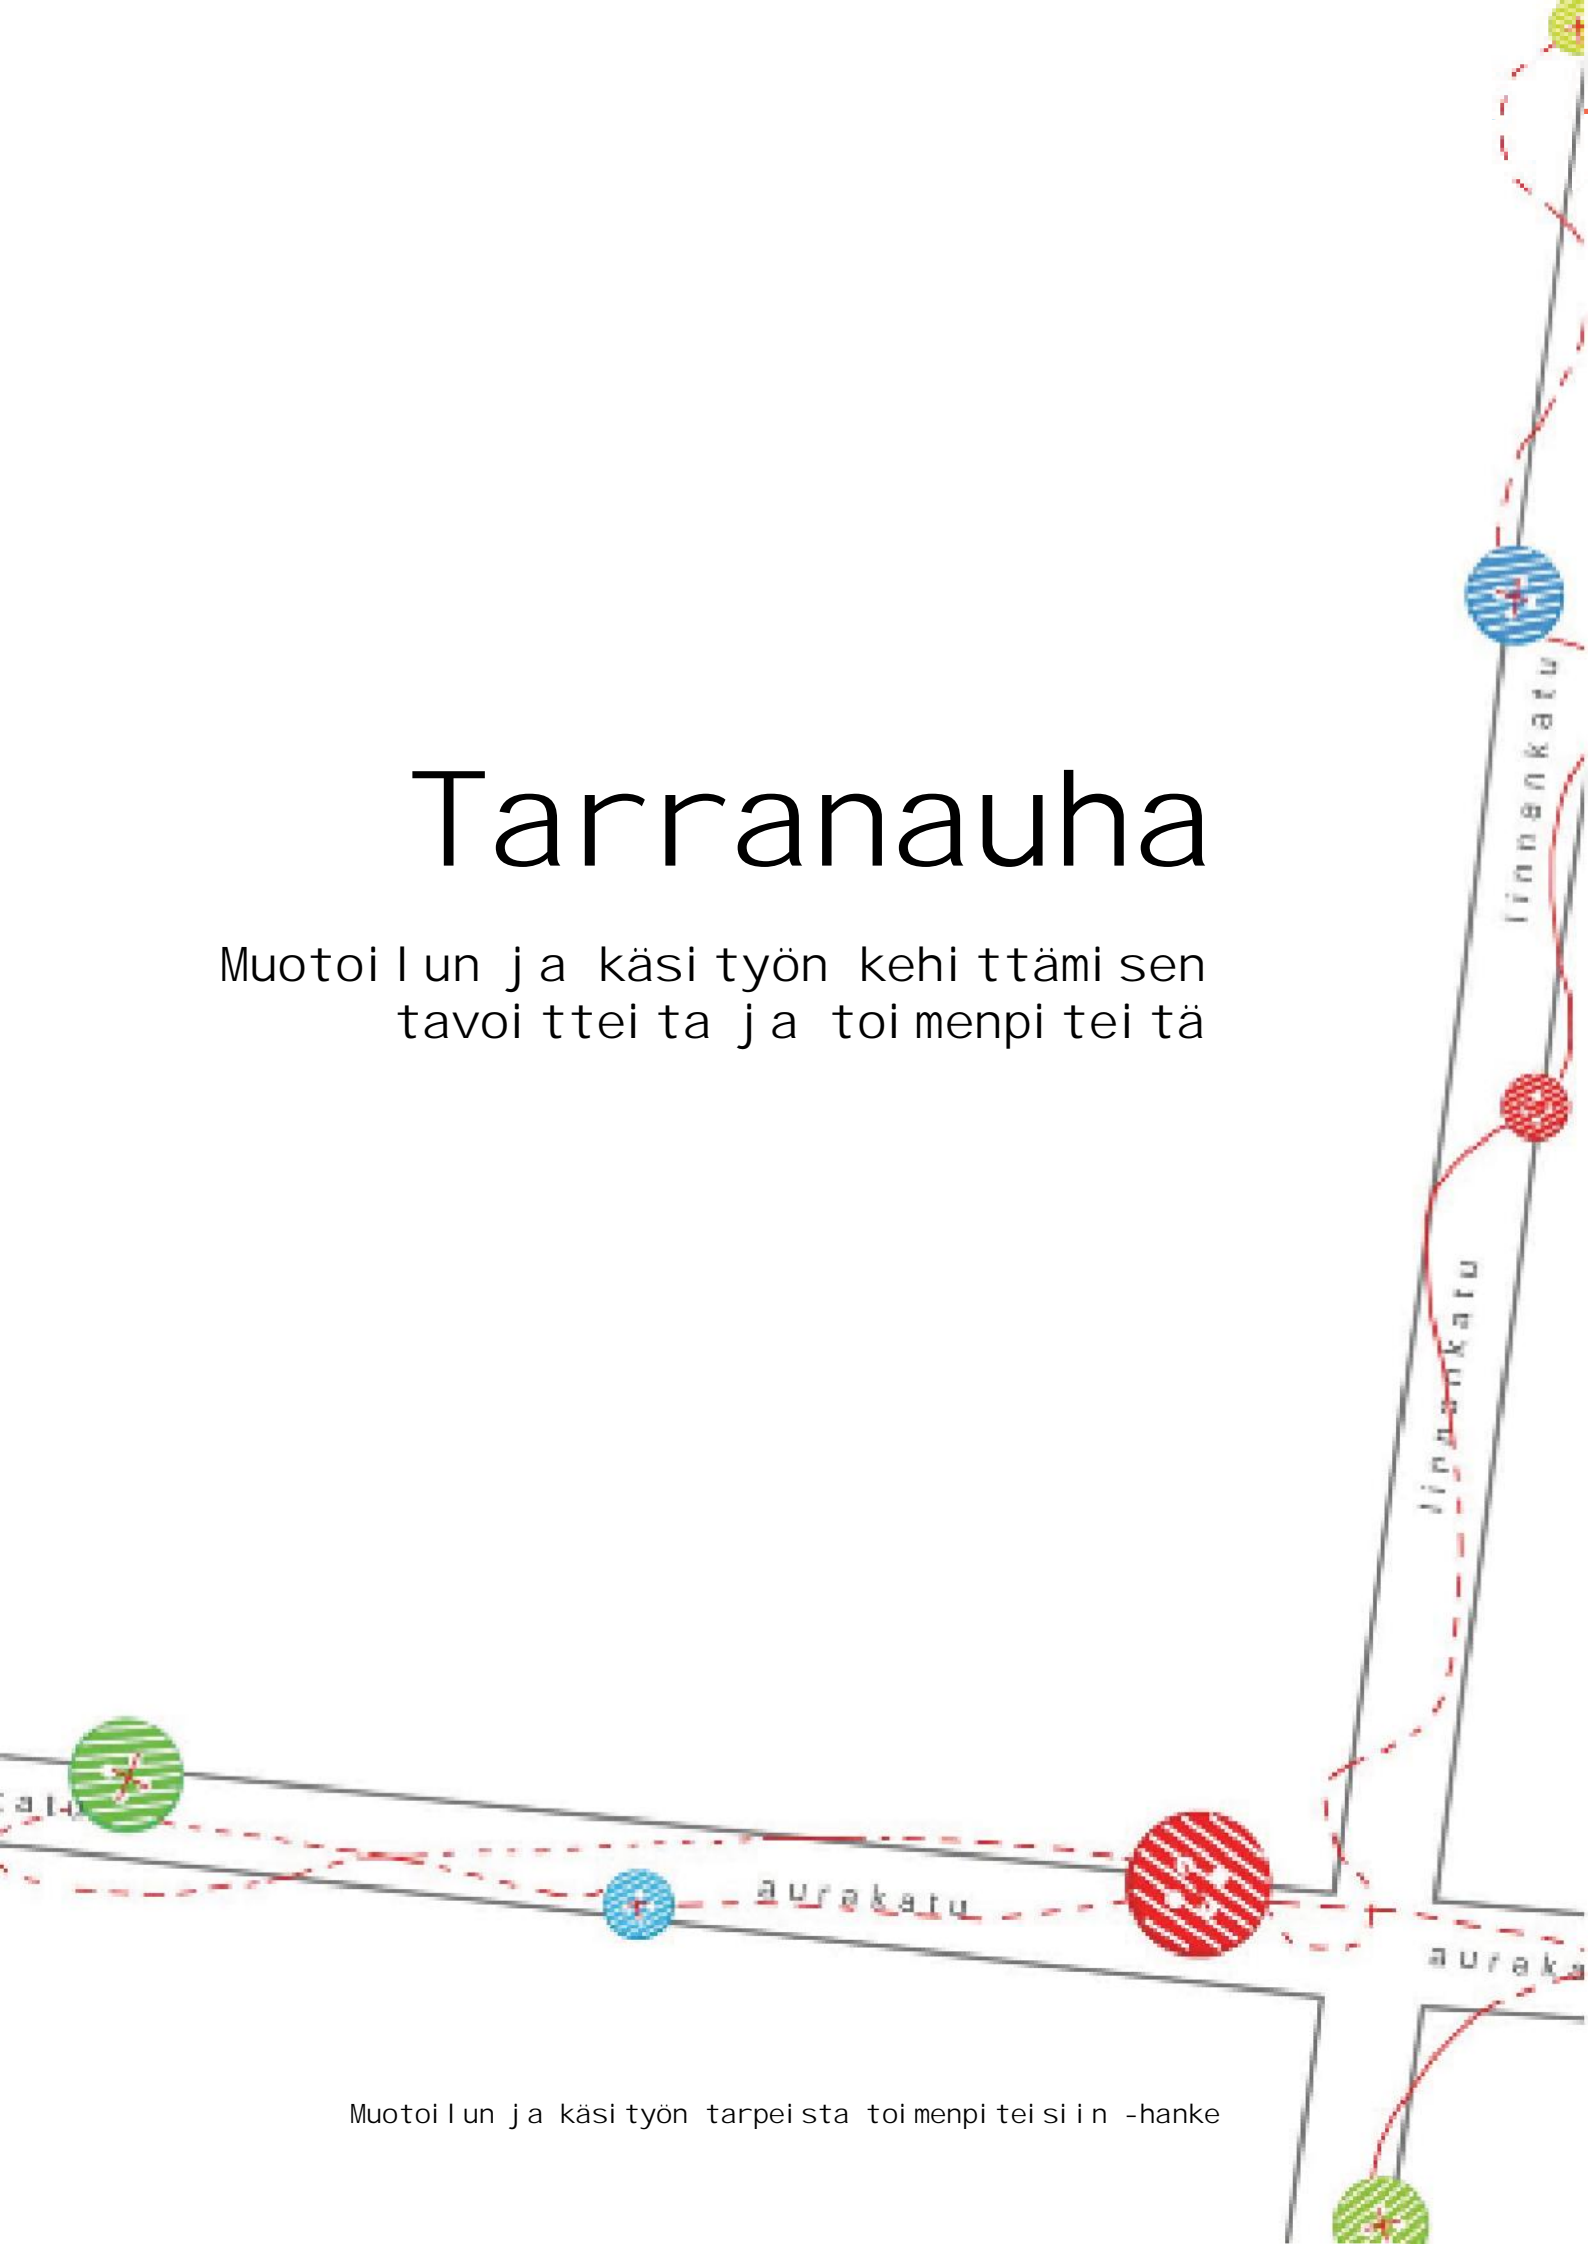 linnankatu
Tarranauha
Muotoilun ja käsityön kehittämisen
tavoitteita ja toimenpiteitä
linnankatu
aurakatu
Muotoilun ja käsityön tarpeista toimenpiteisiin -hanke